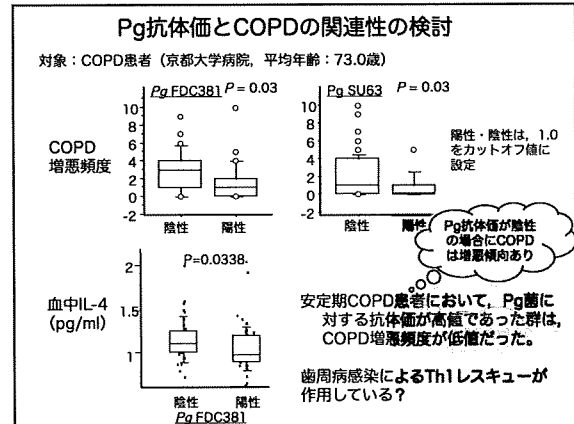 Pg抗体価とCOPDの関連性の検討
対象：COPD患者（京都大学病院，平均年齢：73.0歳）
Pg FDC381 P = 0.03
10
8
6
4
2
0
-2
COPD
増悪頻度
陰性 陽性
Pg SU63 P = 0.03
10
8
6
4
2
0
-2
陰性 陽性
陽性・陰性は，1.0
をカットオフ値に
設定
Pg抗体価が陰性
の場合にCOPD
は増悪傾向あり
P=0.0338
2
1.5
1
血中IL-4
（pg/ml）
陰性 陽性
Pg FDC381
安定期COPD患者において，Pg菌に
対する抗体価が高値であった群は，
COPD増悪頻度が低値だった。
歯周病感染によるTh1レスキューが
作用している？